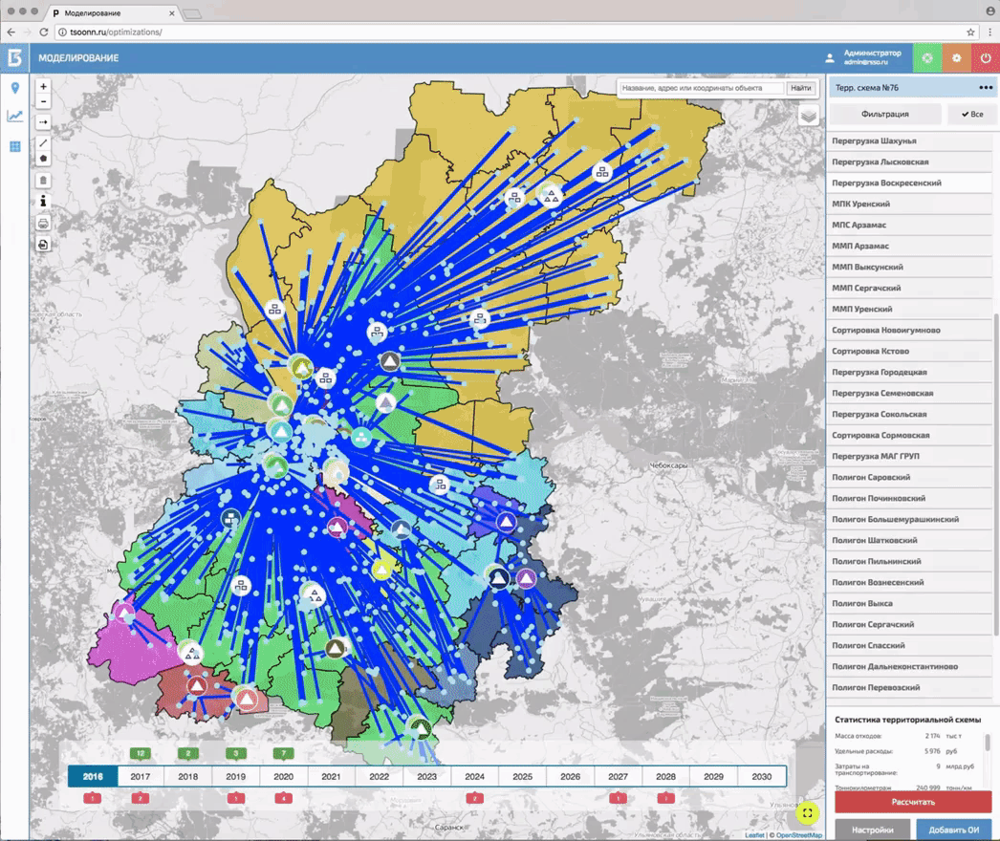 Моделирование
tsoonn.ru/optimizations/
МОДЕЛИРОВАНИЕ
Администратор
admin@rsso.ru
Название, адрес или коодринаты объекта
Найти
Терр. схема №76
Фильтрация
Все
Перегрузка Шахунья
Перегрузка Лысковская
Перегрузка Воскресенский
МПК Уренский
МПС Арзамас
ММП Арзамас
ММП Выксунский
ММП Сергачский
ММП Уренский
Сортировка Новоигумново
Сортировка Кстово
Перегрузка Городецкая
Перегрузка Семеновская
Перегрузка Сокольская
Сортировка Сормовская
Перегрузка МАГ ГРУП
Полигон Саровский
Полигон Починковский
Полигон Большемурашкинский
Полигон Шатковский
Полигон Пильнинский
Полигон Вознесенский
Полигон Выкса
Полигон Сергачский
Полигон Спасский
Полигон Дальнеконстантиново
Полигон Перевозский
Чебоксары
Саранск
Статистика территориальной схемы
Масса отходов: 2 174 тыс т
Удельные расходы: 5 976 руб
Затраты на транспортирование: 9 млрд руб
Тоннокилометраж 240 999 тонн/км
12 2 3 7
2016 2017 2018 2019 2020 2021 2022 2023 2024 2025 2026 2027 2028 2029 2030
1 2 1 4 2 1 1
Рассчитать
Настройки
Добавить ОИ
Leaflet | © OpenStreetMap